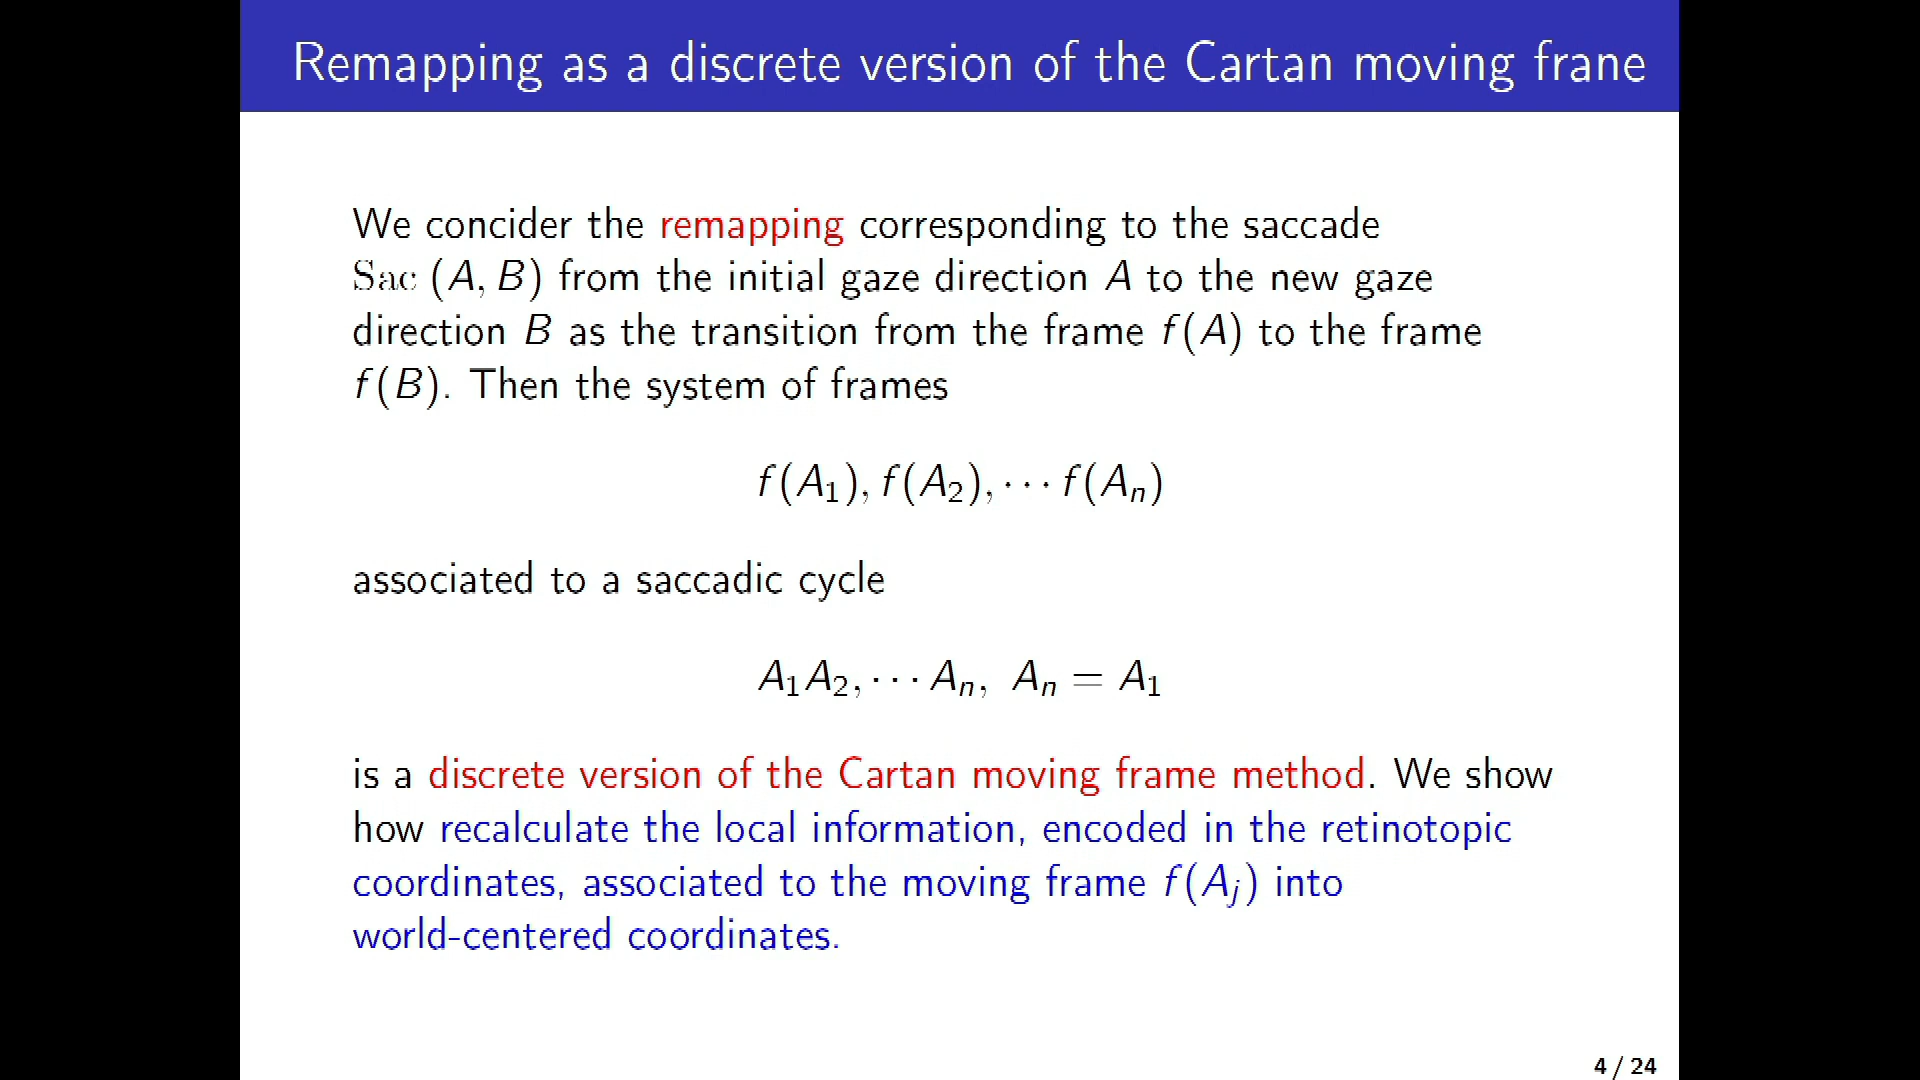 Remapping as a discrete version of the Cartan moving frane
We concider the remapping corresponding to the saccade
Sac (A, B) from the initial gaze direction A to the new gaze
direction B as the transition from the frame f(A) to the frame
f(B). Then the system of frames
f(A₁), f(A₂), ⋯ f(Aₙ)
associated to a saccadic cycle
A₁A₂, ⋯ Aₙ, Aₙ = A₁
is a discrete version of the Cartan moving frame method. We show
how recalculate the local information, encoded in the retinotopic
coordinates, associated to the moving frame f(Aⱼ) into
world-centered coordinates.
4 / 24